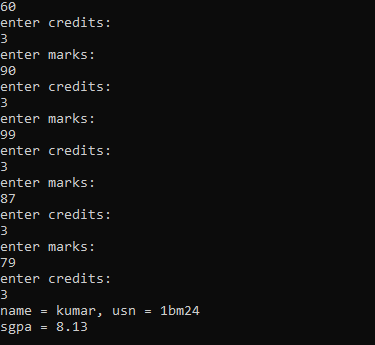 60
enter credits:
3
enter marks:
90
enter credits:
3
enter marks:
99
enter credits:
3
enter marks:
87
enter credits:
3
enter marks:
79
enter credits:
3
name = kumar, usn = 1bm24
sgpa = 8.13